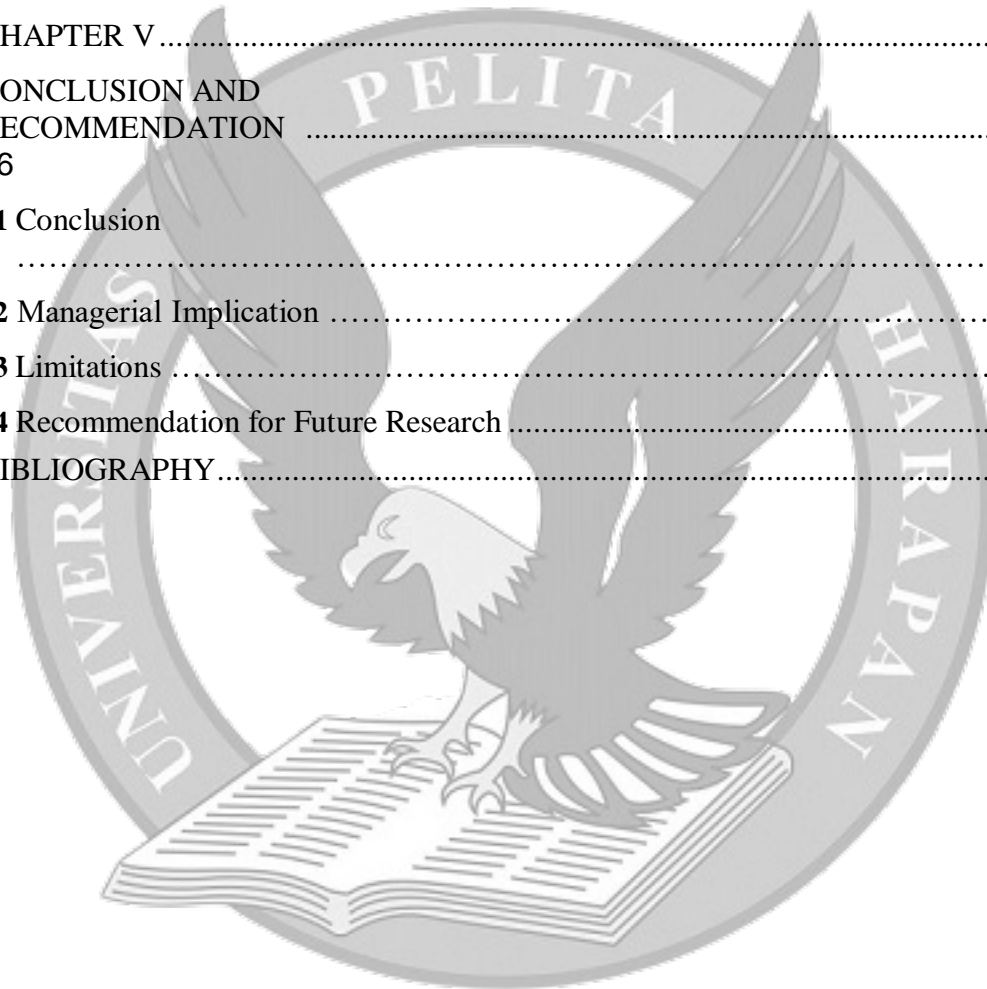 HAPTER V ........................................................................................................
ONCLUSION AND
ECOMMENDATION ........................................................................................
6
1 Conclusion
…………………………………………………………………………………
2 Managerial Implication ………………………………………………………
3 Limitations ……………………………………………………………………
4 Recommendation for Future Research ............................................................
IBLIOGRAPHY ................................................................................................
UNIVERSITAS PELITA HARAPAN